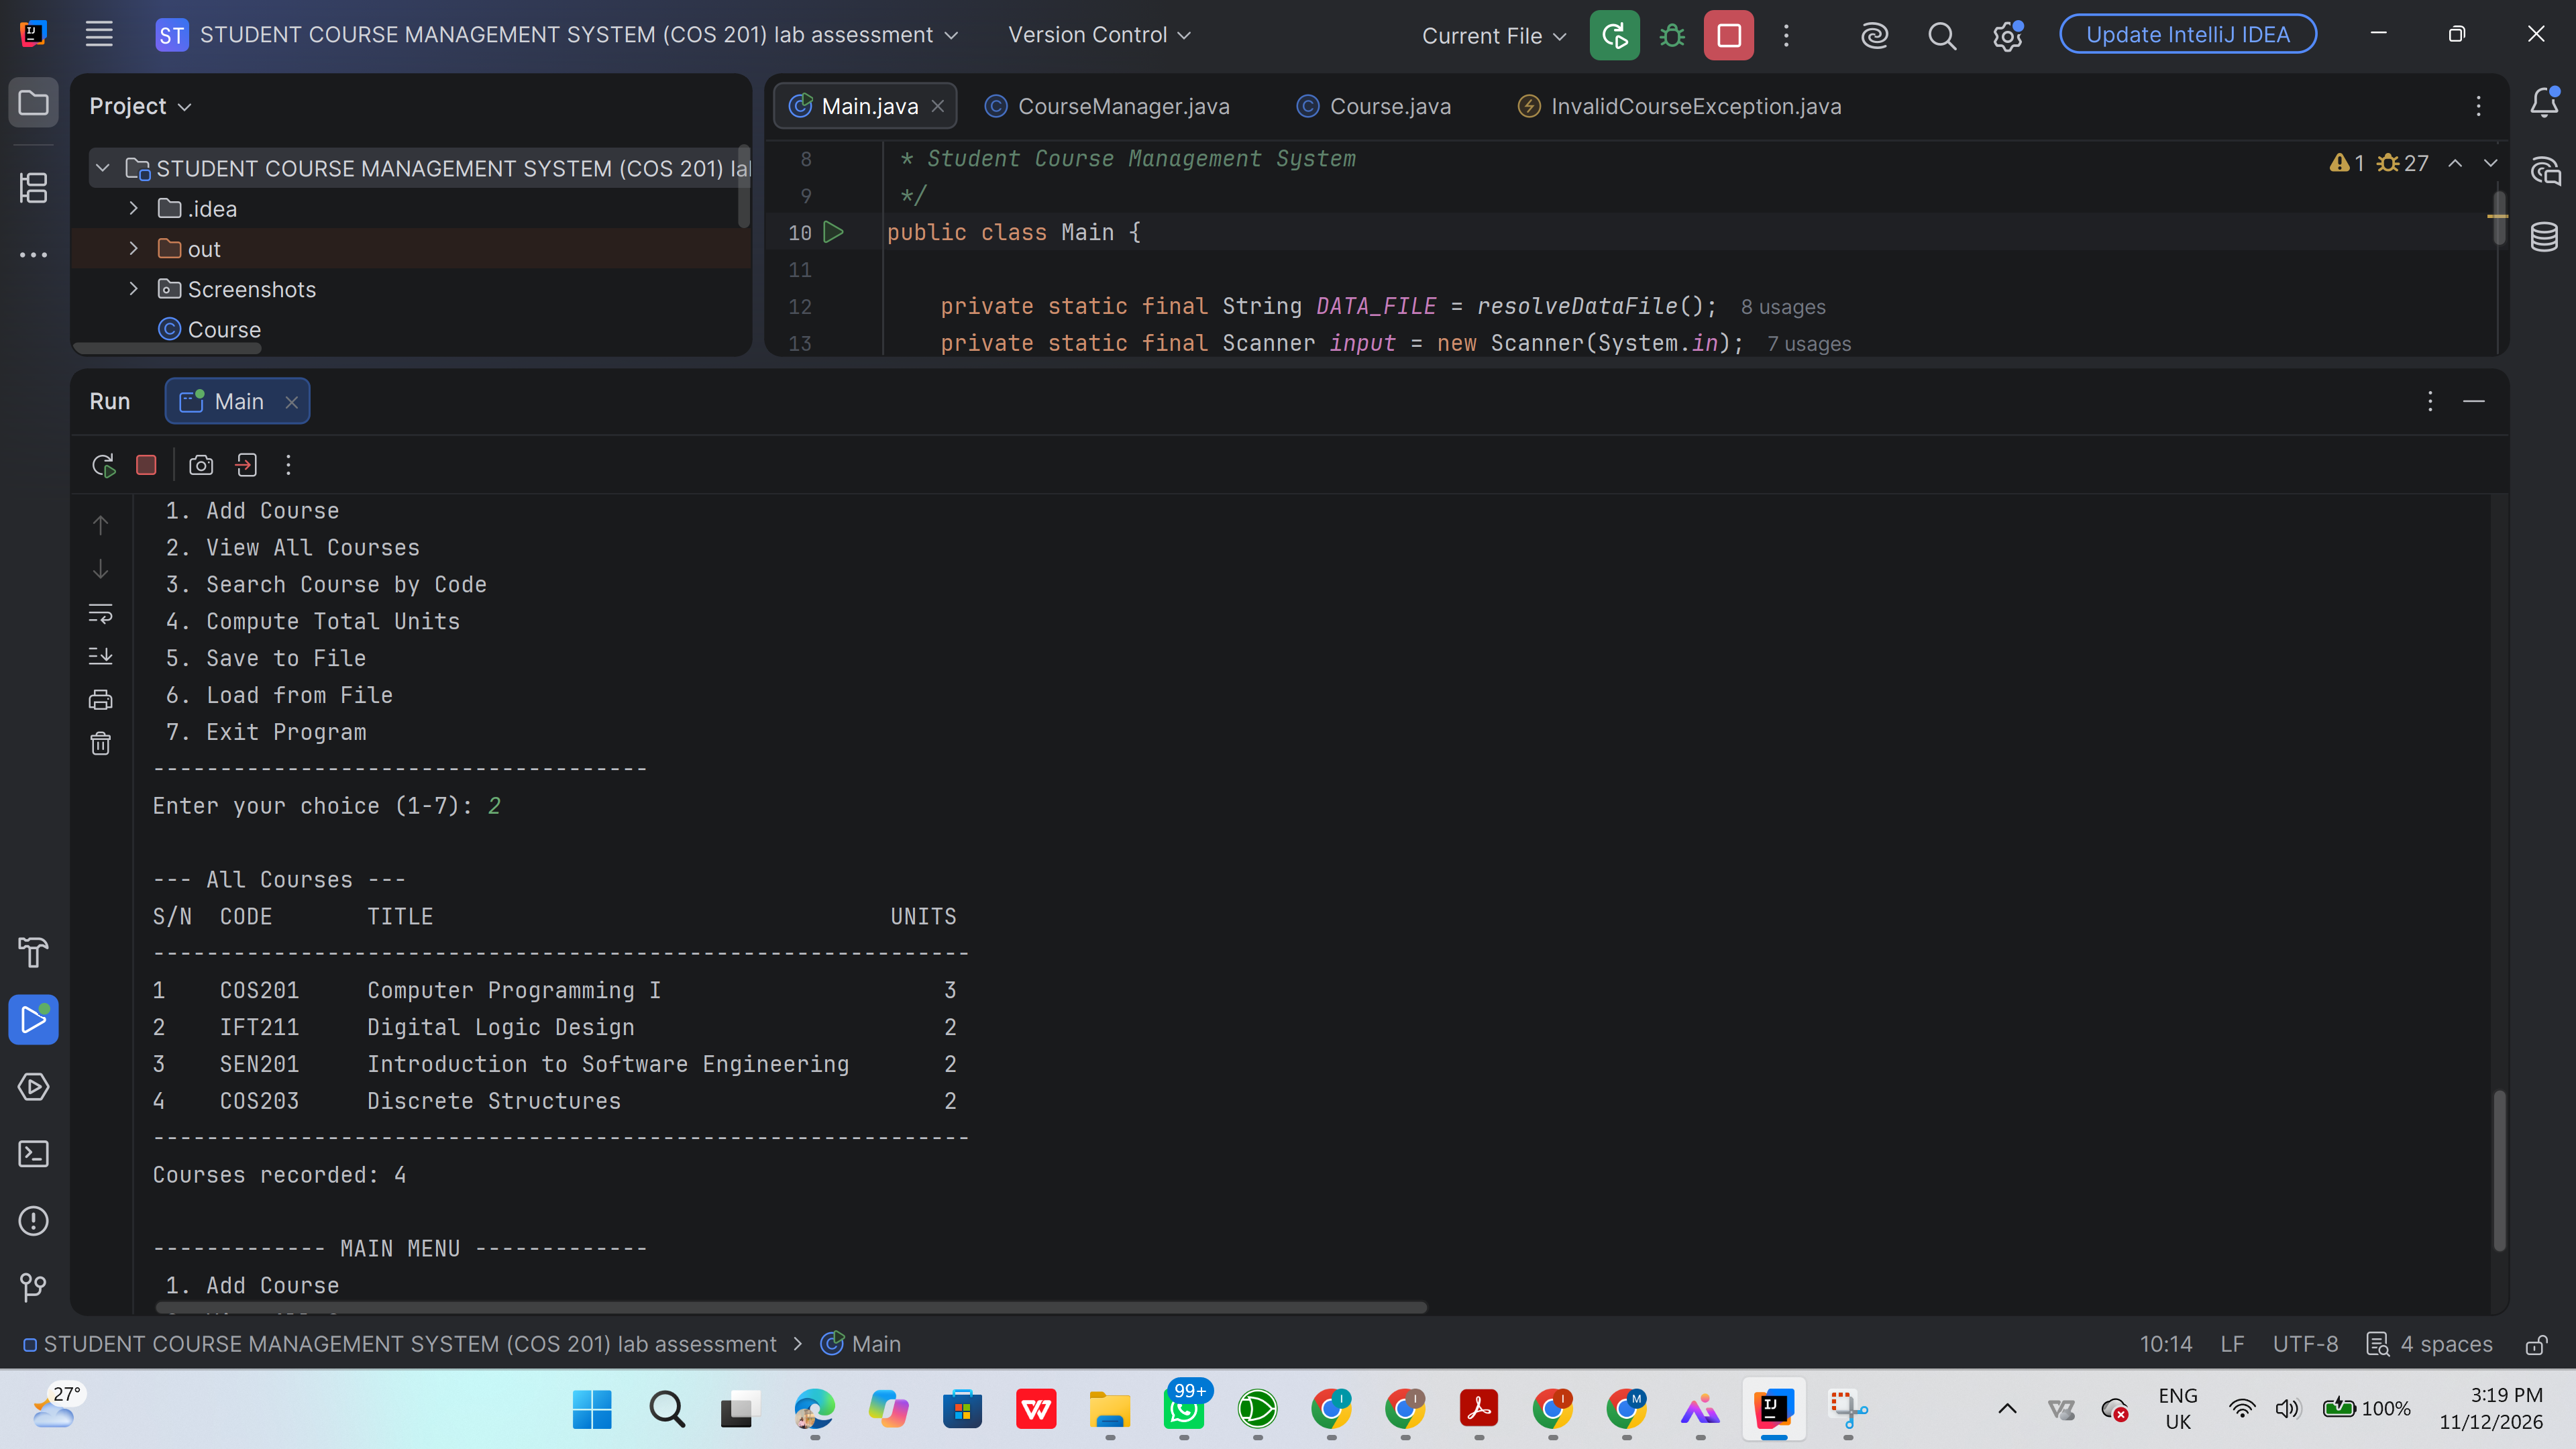 ST STUDENT COURSE MANAGEMENT SYSTEM (COS 201) lab assessment Version Control Current File Update IntelliJ IDEA
Project
STUDENT COURSE MANAGEMENT SYSTEM (COS 201)
.idea
out
Screenshots
Course
Main.java CourseManager.java Course.java InvalidCourseException.java
1 27
8 * Student Course Management System
9 */
10 public class Main {
11
12 private static final String DATA_FILE = resolveDataFile(); 8 usages
13 private static final Scanner input = new Scanner(System.in); 7 usages
Run Main
1. Add Course
2. View All Courses
3. Search Course by Code
4. Compute Total Units
5. Save to File
6. Load from File
7. Exit Program
-------------------------------------
Enter your choice (1-7): 2
--- All Courses ---
S/N CODE TITLE UNITS
-------------------------------------------------------------
1 COS201 Computer Programming I 3
2 IFT211 Digital Logic Design 2
3 SEN201 Introduction to Software Engineering 2
4 COS203 Discrete Structures 2
-------------------------------------------------------------
Courses recorded: 4
------------- MAIN MENU -------------
1. Add Course
STUDENT COURSE MANAGEMENT SYSTEM (COS 201) lab assessment > Main 10:14 LF UTF-8 4 spaces
27° 99+ ENG UK 100% 3:19 PM 11/12/2026